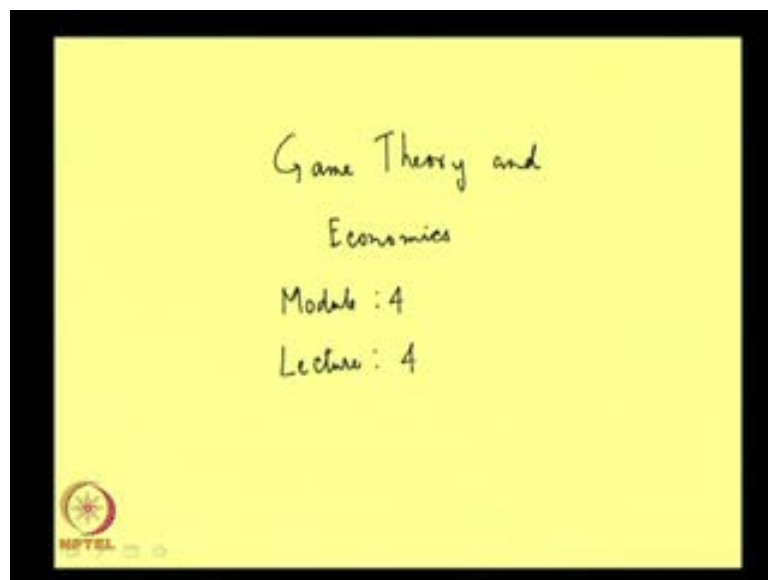 Game Theory and
Economics
Module : 4
Lecture : 4
NPTEL